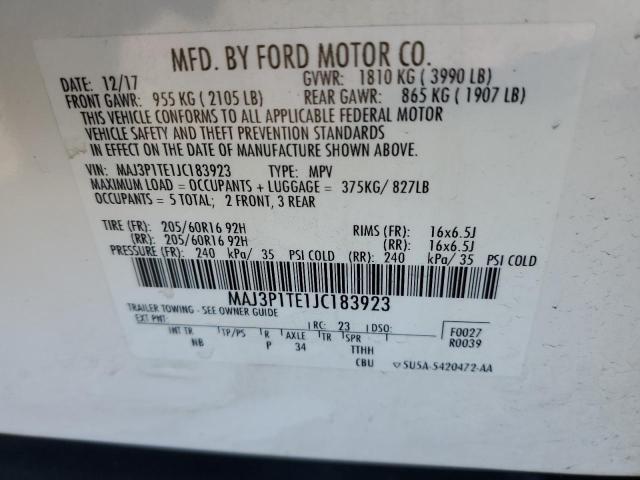 MFD. BY FORD MOTOR CO.
DATE: 12/17 GVWR: 1810 KG ( 3990 LB)
FRONT GAWR: 955 KG ( 2105 LB) REAR GAWR: 865 KG ( 1907 LB)
THIS VEHICLE CONFORMS TO ALL APPLICABLE FEDERAL MOTOR
VEHICLE SAFETY AND THEFT PREVENTION STANDARDS
IN EFFECT ON THE DATE OF MANUFACTURE SHOWN ABOVE.
VIN: MAJ3P1TE1JC183923 TYPE: MPV
MAXIMUM LOAD = OCCUPANTS + LUGGAGE = 375KG/ 827LB
OCCUPANTS = 5 TOTAL; 2 FRONT, 3 REAR
TIRE (FR): 205/60R16 92H RIMS (FR): 16x6.5J
(RR): 205/60R16 92H (RR): 16x6.5J
PRESSURE (FR): 240 kPa/ 35 PSI COLD (RR): 240 kPa/ 35 PSI COLD
MAJ3P1TE1JC183923
TRAILER TOWING - SEE OWNER GUIDE
EXT PNT: RC: 23 DSO: F0027
INT TR TP/PS R AXLE TR SPR R0039
NB P 34 TTHH
CBU SU5A-5420472-AA